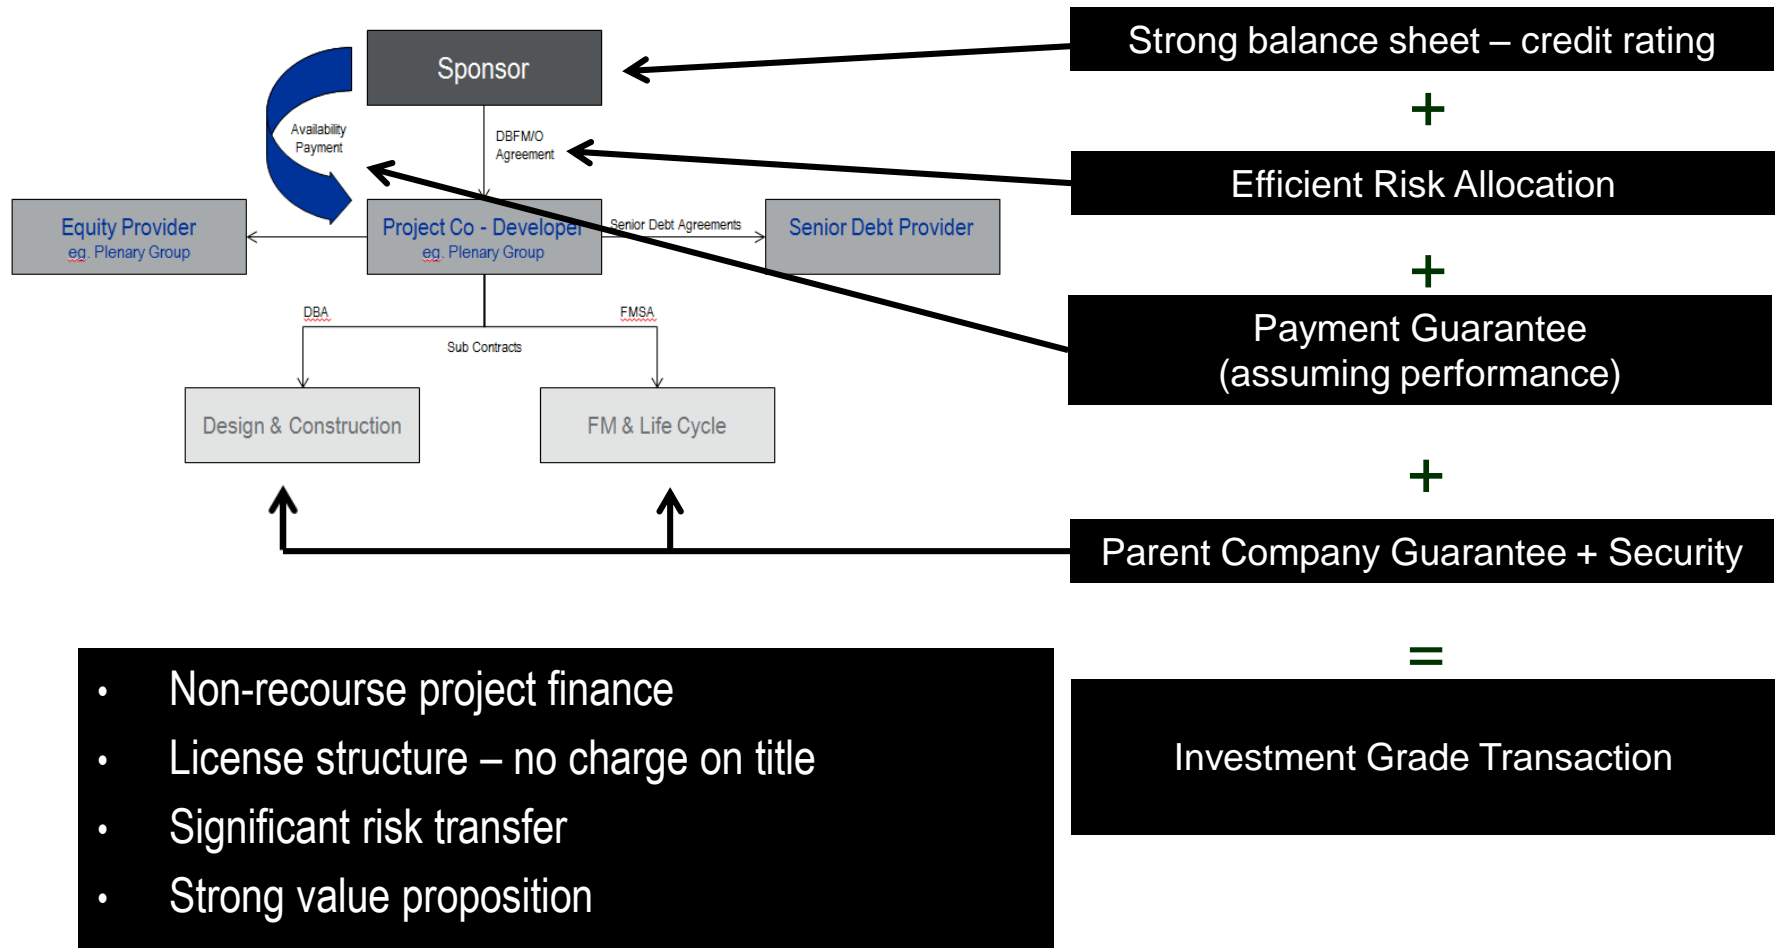 Strong balance sheet – credit rating
Sponsor
+
Availability
Payment
DBFM/O
Agreement
Efficient Risk Allocation
Equity Provider
eg. Plenary Group
Project Co - Developer
eg. Plenary Group
Senior Debt Agreements
Senior Debt Provider
+
DBA
FMSA
Sub Contracts
Payment Guarantee
(assuming performance)
Design & Construction
FM & Life Cycle
+
Parent Company Guarantee + Security
=
• Non-recourse project finance
• License structure – no charge on title
• Significant risk transfer
• Strong value proposition
Investment Grade Transaction